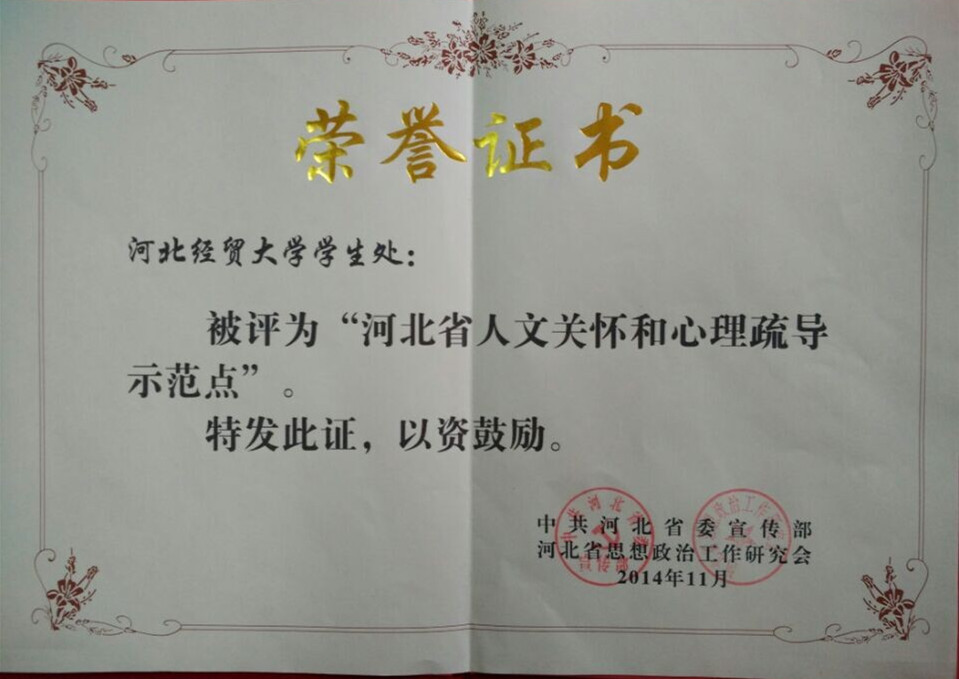 荣誉证书
河北经贸大学学生处：
被评为“河北省人文关怀和心理疏导
示范点”。
特发此证，以资鼓励。
中共河北省委宣传部
河北省思想政治工作研究会
2014年11月